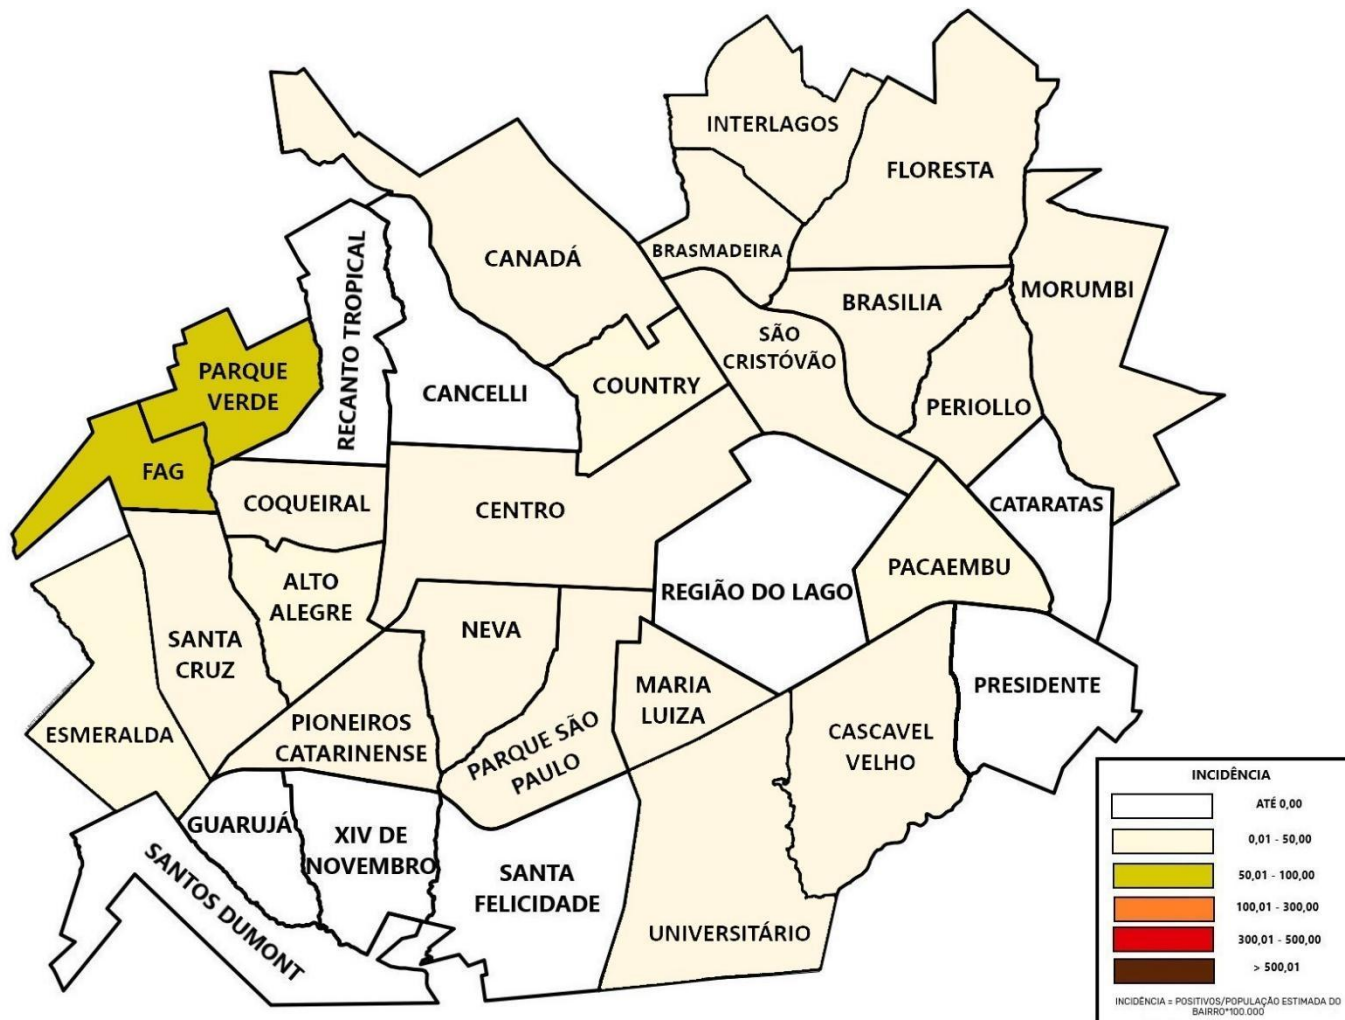 INTERLAGOS
FLORESTA
CANADÁ
BRASMADEIRA
RECANTO TROPICAL
MORUMBI
BRASILIA
SÃO
CRISTÓVÃO
PARQUE
VERDE
CANCELLI
COUNTRY
PERIOLLO
FAG
COQUEIRAL
CENTRO
CATARATAS
ALTO
ALEGRE
REGIÃO DO LAGO
PACAEMBU
SANTA
CRUZ
NEVA
MARIA
LUIZA
PRESIDENTE
ESMERALDA
PIONEIROS
CATARINENSE
PARQUE SÃO
PAULO
CASCAVEL
VELHO
GUARUJÁ
XIV DE
NOVEMBRO
SANTOS DUMONT
SANTA
FELICIDADE
UNIVERSITÁRIO
INCIDÊNCIA
ATÉ 0,00
0,01 - 50,00
50,01 - 100,00
100,01 - 300,00
300,01 - 500,00
> 500,01
INCIDÊNCIA = POSITIVOS/POPULAÇÃO ESTIMADA DO
BAIRRO*100.000